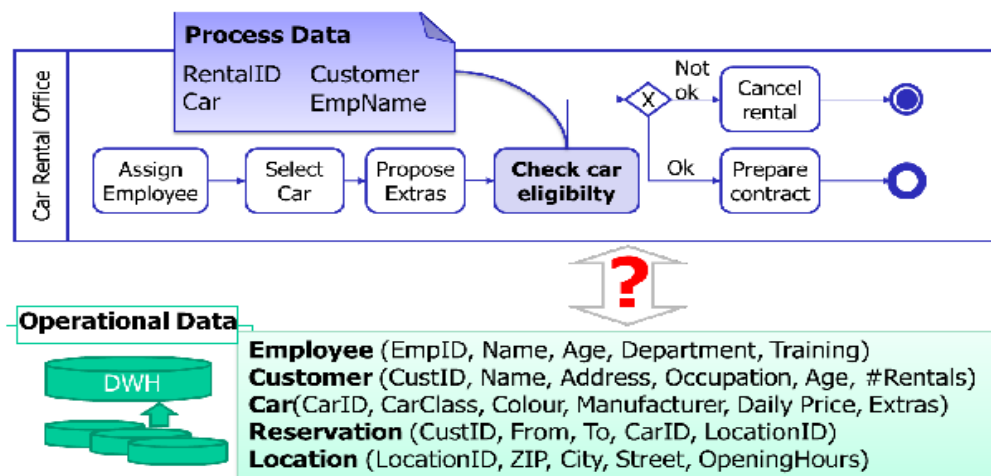 Process Data
RentalID Customer
Car EmpName
Car Rental Office
Assign
Employee
Select
Car
Propose
Extras
Check car
eligibilty
X
Not
ok
Cancel
rental
Ok
Prepare
contract
?
Operational Data
DWH
Employee (EmpID, Name, Age, Department, Training)
Customer (CustID, Name, Address, Occupation, Age, #Rentals)
Car(CarID, CarClass, Colour, Manufacturer, Daily Price, Extras)
Reservation (CustID, From, To, CarID, LocationID)
Location (LocationID, ZIP, City, Street, OpeningHours)